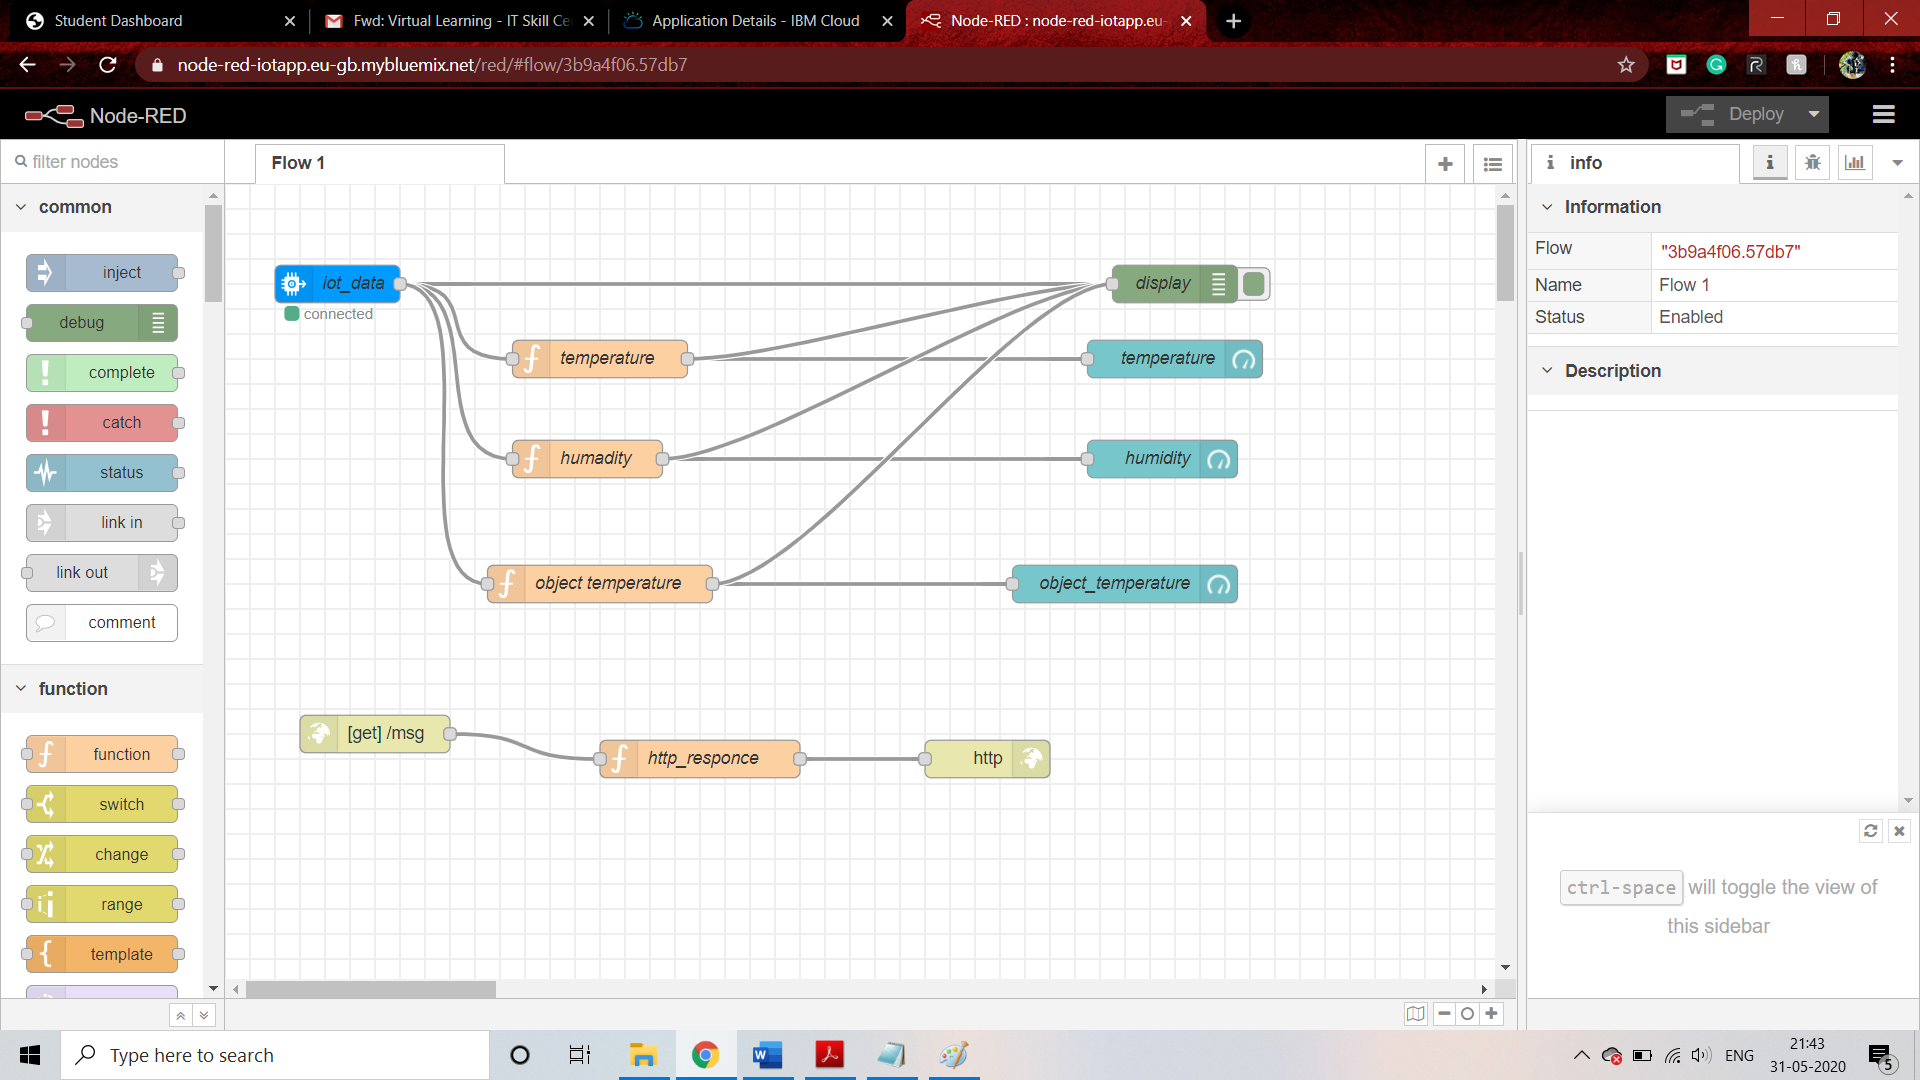 Student Dashboard
Fwd: Virtual Learning - IT Skill Ce
Application Details - IBM Cloud
Node-RED : node-red-iotapp.eu-
node-red-iotapp.eu-gb.mybluemix.net/red/#flow/3b9a4f06.57db7
Node-RED
Deploy
filter nodes
common
inject
debug
complete
catch
status
link in
link out
comment
function
function
switch
change
range
template
Flow 1
iot_data
connected
display
temperature
temperature
humadity
humidity
object temperature
object_temperature
[get] /msg
http_responce
http
info
Information
Flow "3b9a4f06.57db7"
Name Flow 1
Status Enabled
Description
ctrl-space will toggle the view of
this sidebar
Type here to search
ENG
21:43
31-05-2020
5